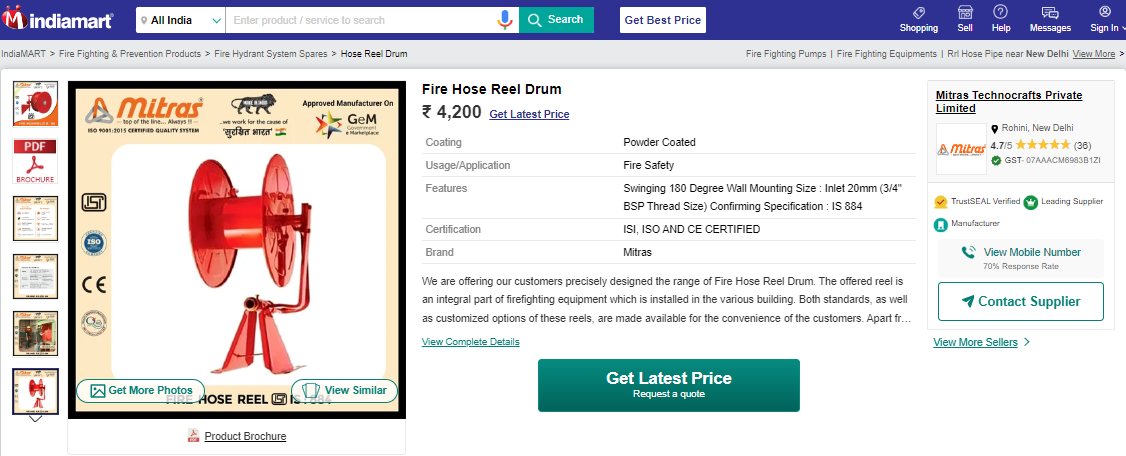 indiamart
All India
Enter product / service to search
Search
Get Best Price
Shopping
Sell
Help
Messages
Sign In
IndiaMART > Fire Fighting & Prevention Products > Fire Hydrant System Spares > Hose Reel Drum
Fire Fighting Pumps | Fire Fighting Equipments | Rrl Hose Pipe near New Delhi View More >
PDF
BROCHURE
Mitras
top of the line... Always !!
ISO 9001:2015 CERTIFIED QUALITY SYSTEM
MAKE IN INDIA
..we work for the cause of
'सुरक्षित भारत'
Approved Manufacturer On
GeM
Government
e Marketplace
ISO
CE
Get More Photos
View Similar
FIRE HOSE REEL IS 884
Product Brochure
Fire Hose Reel Drum
₹ 4,200 Get Latest Price
Coating Powder Coated
Usage/Application Fire Safety
Features Swinging 180 Degree Wall Mounting Size : Inlet 20mm (3/4"
BSP Thread Size) Confirming Specification : IS 884
Certification ISI, ISO AND CE CERTIFIED
Brand Mitras
We are offering our customers precisely designed the range of Fire Hose Reel Drum. The offered reel is
an integral part of firefighting equipment which is installed in the various building. Both standards, as well
as customized options of these reels, are made available for the convenience of the customers. Apart fr…
View Complete Details
Get Latest Price
Request a quote
Mitras Technocrafts Private
Limited
Mitras
Rohini, New Delhi
4.7/5 (36)
GST- 07AAACM6983B1ZI
TrustSEAL Verified
Leading Supplier
Manufacturer
View Mobile Number
70% Response Rate
Contact Supplier
View More Sellers >